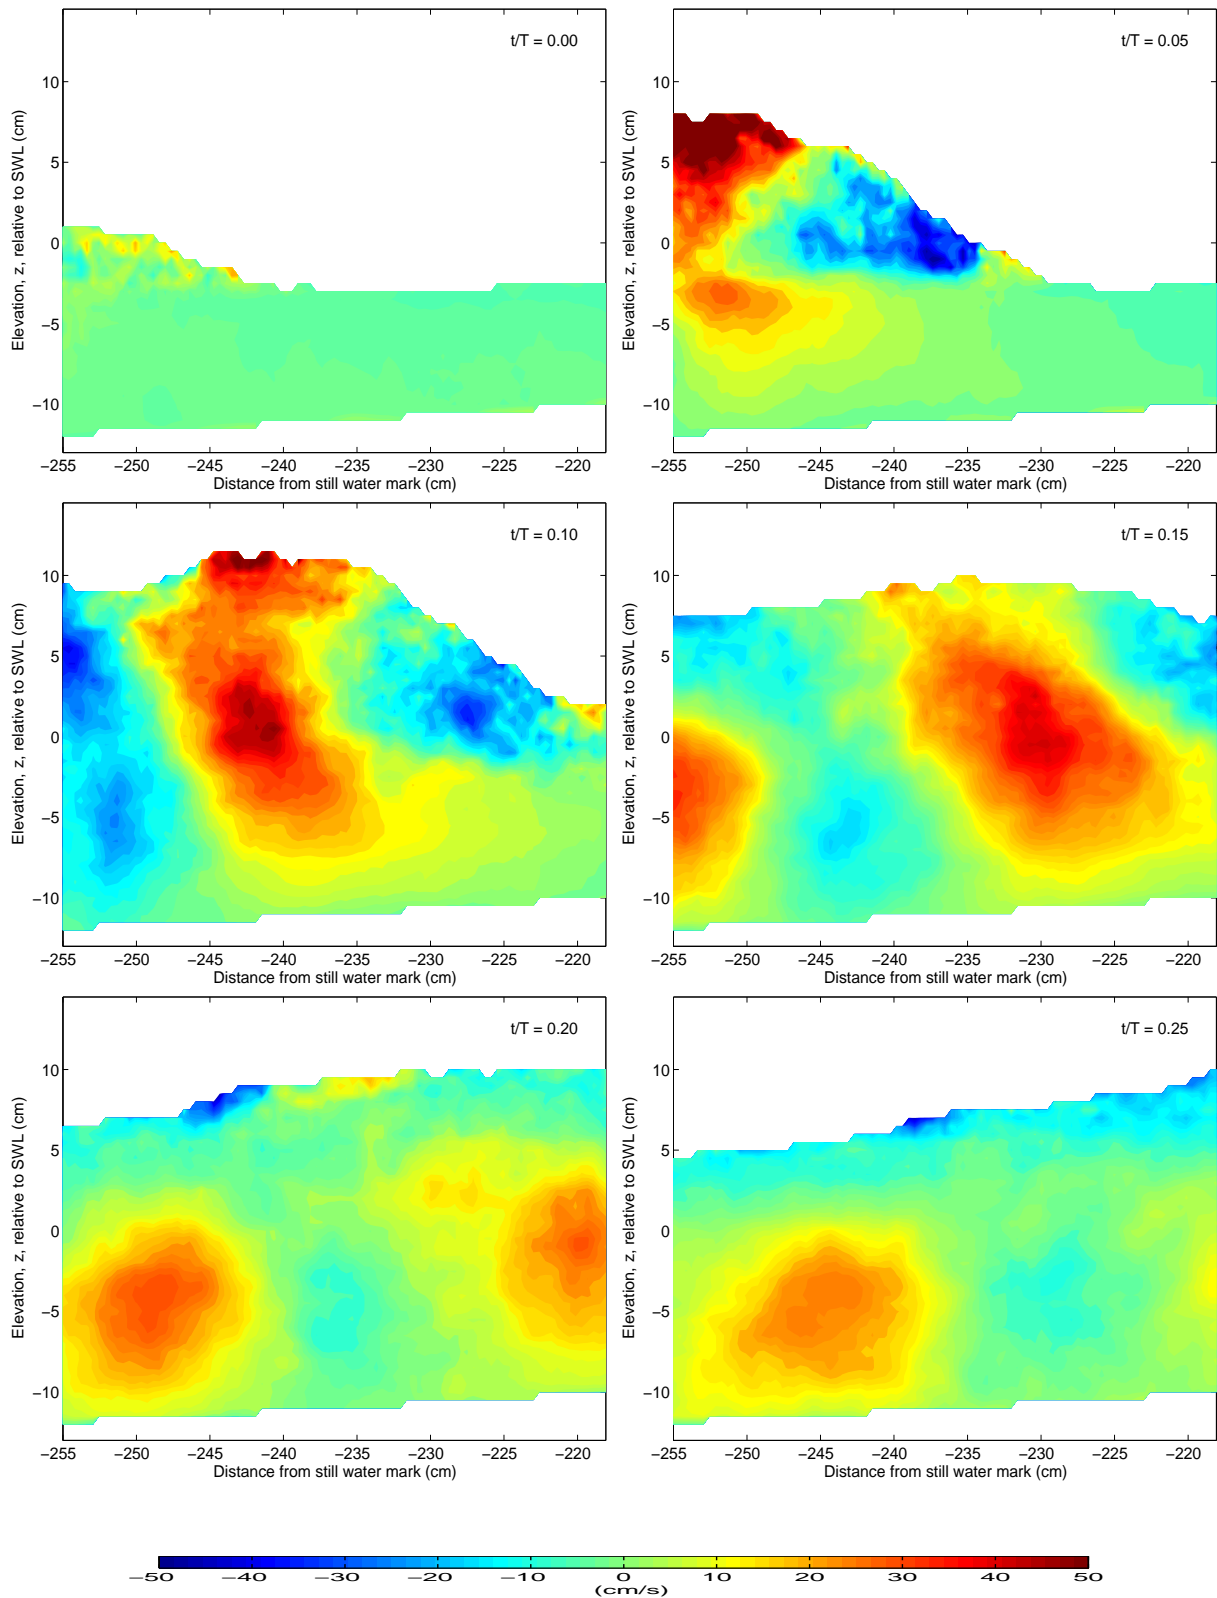 t/T = 0.00
10
5
0
−5
−10
Elevation, z, relative to SWL (cm)
−255 −250 −245 −240 −235 −230 −225 −220
Distance from still water mark (cm)
t/T = 0.05
10
5
0
−5
−10
Elevation, z, relative to SWL (cm)
−255 −250 −245 −240 −235 −230 −225 −220
Distance from still water mark (cm)
t/T = 0.10
10
5
0
−5
−10
Elevation, z, relative to SWL (cm)
−255 −250 −245 −240 −235 −230 −225 −220
Distance from still water mark (cm)
t/T = 0.15
10
5
0
−5
−10
Elevation, z, relative to SWL (cm)
−255 −250 −245 −240 −235 −230 −225 −220
Distance from still water mark (cm)
t/T = 0.20
10
5
0
−5
−10
Elevation, z, relative to SWL (cm)
−255 −250 −245 −240 −235 −230 −225 −220
Distance from still water mark (cm)
t/T = 0.25
10
5
0
−5
−10
Elevation, z, relative to SWL (cm)
−255 −250 −245 −240 −235 −230 −225 −220
Distance from still water mark (cm)
−50 −40 −30 −20 −10 0 10 20 30 40 50
(cm/s)